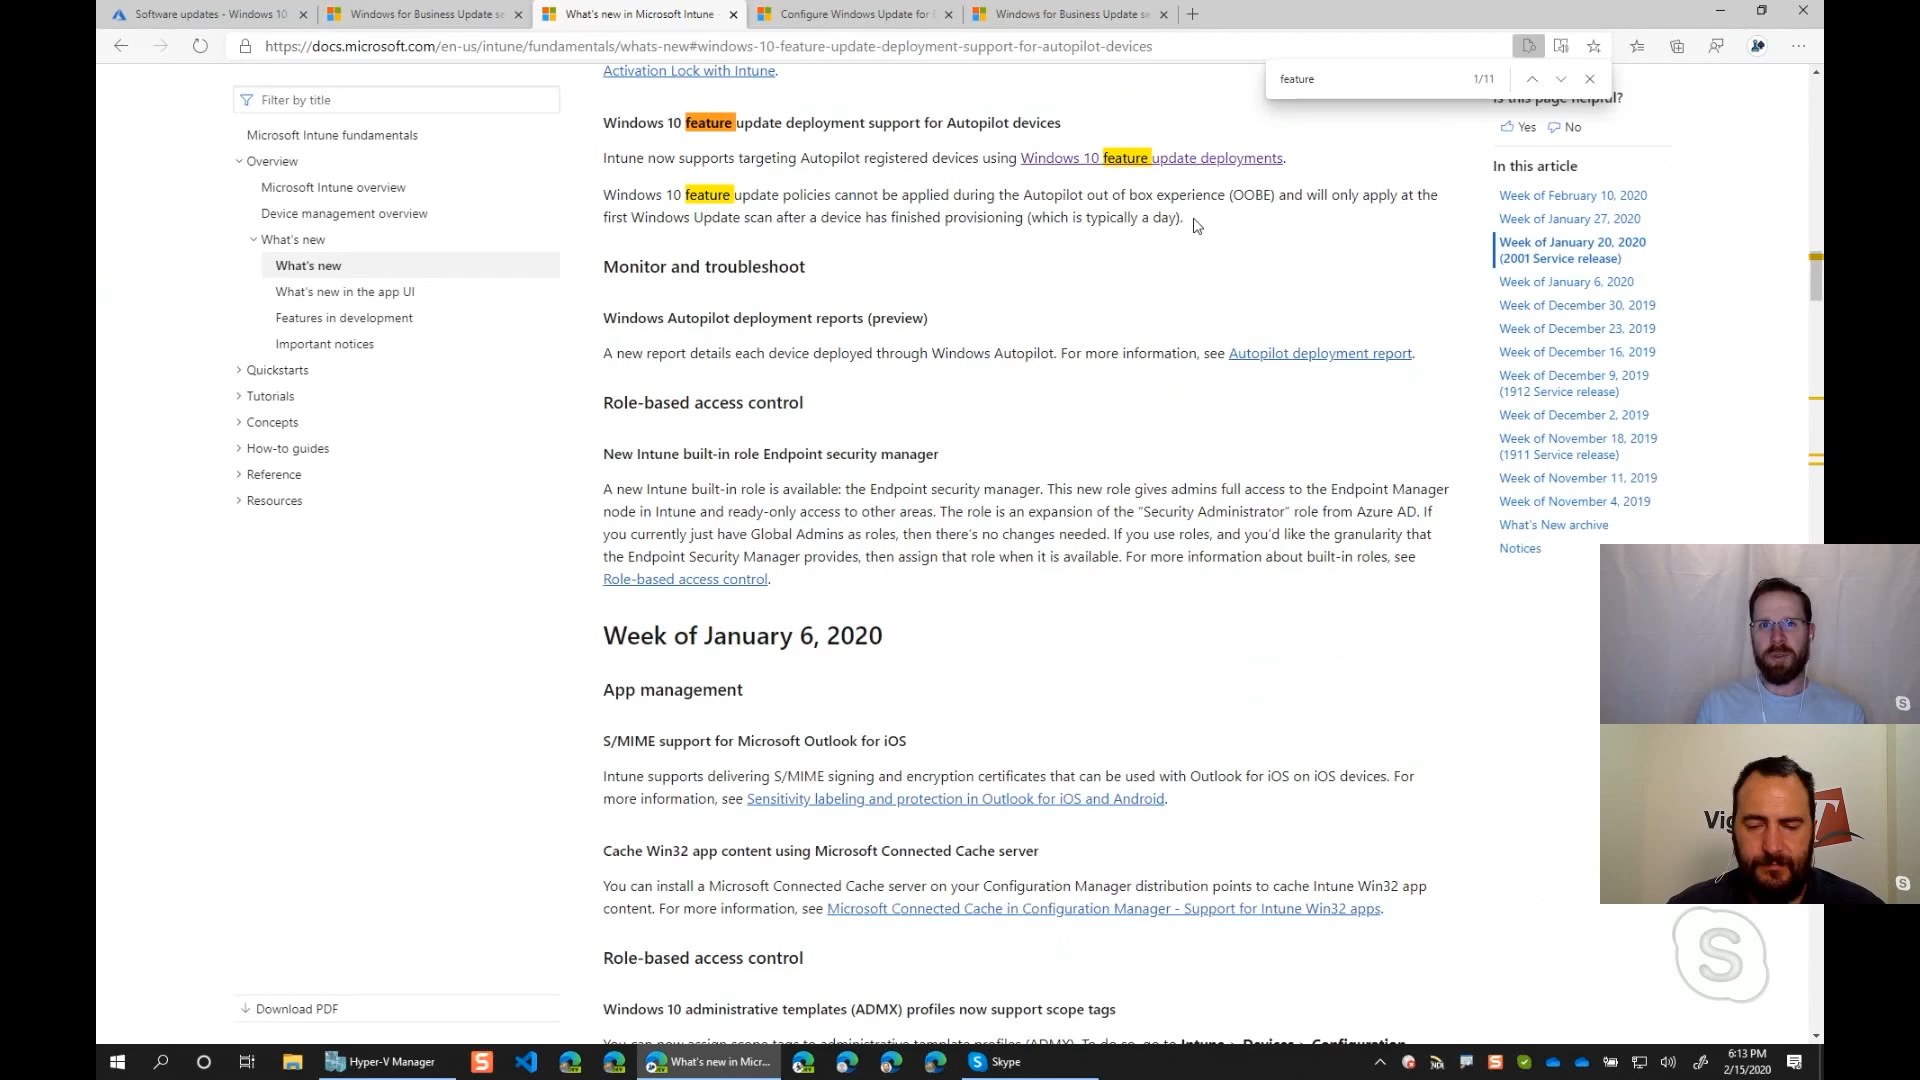 Software updates - Windows 10
Windows for Business Update se
What's new in Microsoft Intune -
Configure Windows Update for
Windows for Business Update se
https://docs.microsoft.com/en-us/intune/fundamentals/whats-new#windows-10-feature-update-deployment-support-for-autopilot-devices
feature 1/11
Filter by title
Microsoft Intune fundamentals
Overview
Microsoft Intune overview
Device management overview
What's new
What's new
What's new in the app UI
Features in development
Important notices
Quickstarts
Tutorials
Concepts
How-to guides
Reference
Resources
Download PDF
Activation Lock with Intune.
Windows 10 feature update deployment support for Autopilot devices
Intune now supports targeting Autopilot registered devices using Windows 10 feature update deployments.
Windows 10 feature update policies cannot be applied during the Autopilot out of box experience (OOBE) and will only apply at the
first Windows Update scan after a device has finished provisioning (which is typically a day).
Monitor and troubleshoot
Windows Autopilot deployment reports (preview)
A new report details each device deployed through Windows Autopilot. For more information, see Autopilot deployment report.
Role-based access control
New Intune built-in role Endpoint security manager
A new Intune built-in role is available: the Endpoint security manager. This new role gives admins full access to the Endpoint Manager
node in Intune and ready-only access to other areas. The role is an expansion of the "Security Administrator" role from Azure AD. If
you currently just have Global Admins as roles, then there's no changes needed. If you use roles, and you'd like the granularity that
the Endpoint Security Manager provides, then assign that role when it is available. For more information about built-in roles, see
Role-based access control.
Week of January 6, 2020
App management
S/MIME support for Microsoft Outlook for iOS
Intune supports delivering S/MIME signing and encryption certificates that can be used with Outlook for iOS on iOS devices. For
more information, see Sensitivity labeling and protection in Outlook for iOS and Android.
Cache Win32 app content using Microsoft Connected Cache server
You can install a Microsoft Connected Cache server on your Configuration Manager distribution points to cache Intune Win32 app
content. For more information, see Microsoft Connected Cache in Configuration Manager - Support for Intune Win32 apps.
Role-based access control
Windows 10 administrative templates (ADMX) profiles now support scope tags
You can now assign scope tags to administrative template profiles (ADMX). To do so, go to Intune > Devices > Configuration
Is this page helpful?
Yes No
In this article
Week of February 10, 2020
Week of January 27, 2020
Week of January 20, 2020
(2001 Service release)
Week of January 6, 2020
Week of December 30, 2019
Week of December 23, 2019
Week of December 16, 2019
Week of December 9, 2019
(1912 Service release)
Week of December 2, 2019
Week of November 18, 2019
(1911 Service release)
Week of November 11, 2019
Week of November 4, 2019
What's New archive
Notices
Hyper-V Manager
What's new in Micr...
Skype
6:13 PM
2/15/2020